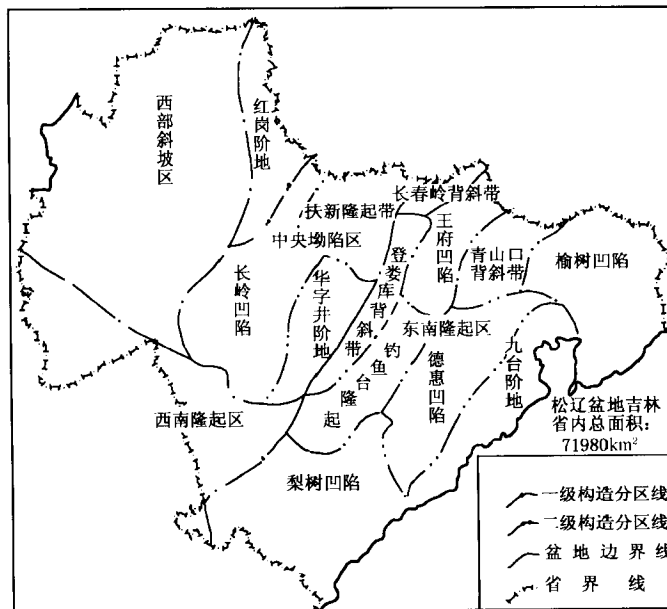 西部斜坡区
红岗阶地
长春岭背斜带
扶新隆起带
王府凹陷
中央坳陷区
登娄库背斜带
青山口
背斜带
榆树凹陷
长岭凹陷
华字井阶地
东南隆起区
钓鱼台隆起
德惠凹陷
九台阶地
西南隆起区
梨树凹陷
松辽盆地吉林
省内总面积:
71980km²
一级构造分区线
二级构造分区线
盆地边界线
省界线